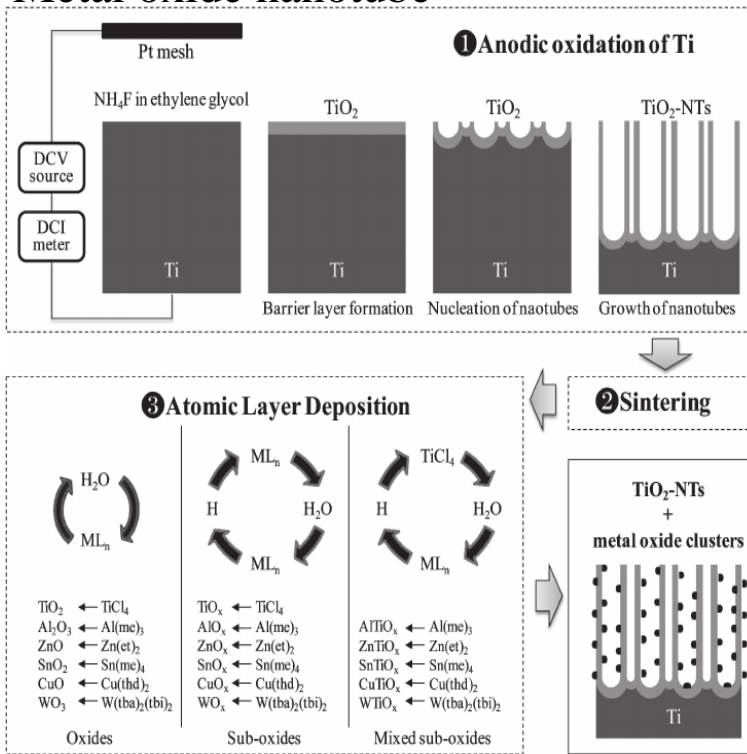 Metal oxide nanotube
❶Anodic oxidation of Ti
Pt mesh
NH₄F in ethylene glycol
DCV
source
DCI
meter
Ti
TiO₂
Ti
Barrier layer formation
TiO₂
Ti
Nucleation of naotubes
TiO₂-NTs
Ti
Growth of nanotubes
❷Sintering
❸Atomic Layer Deposition
H₂O
MLₙ
TiO₂ ← TiCl₄
Al₂O₃ ← Al(me)₃
ZnO ← Zn(et)₂
SnO₂ ← Sn(me)₄
CuO ← Cu(thd)₂
WO₃ ← W(tba)₂(tbi)₂
Oxides
MLₙ
H
H₂O
MLₙ
TiOₓ ← TiCl₄
AlOₓ ← Al(me)₃
ZnOₓ ← Zn(et)₂
SnOₓ ← Sn(me)₄
CuOₓ ← Cu(thd)₂
WOₓ ← W(tba)₂(tbi)₂
Sub-oxides
TiCl₄
H
H₂O
MLₙ
AlTiOₓ ← Al(me)₃
ZnTiOₓ ← Zn(et)₂
SnTiOₓ ← Sn(me)₄
CuTiOₓ ← Cu(thd)₂
WTiOₓ ← W(tba)₂(tbi)₂
Mixed sub-oxides
TiO₂-NTs
+
metal oxide clusters
Ti